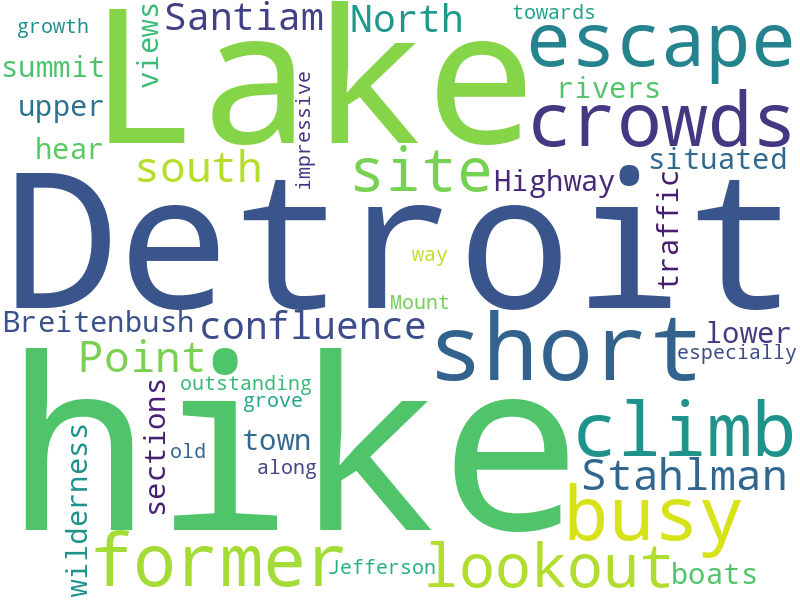 growth
views
Santiam
North
towards
Lake
escape
summit
rivers
upper
crowds
hear
impressive
south
site
Highway
situated
Detroit
traffic
way
Mount
Breitenbush
confluence
short
lower
especially
Point
hike
outstanding
grove
climb
sections
old
town
along
wilderness
Stahlman
busy
former
Jefferson
lookout
boats